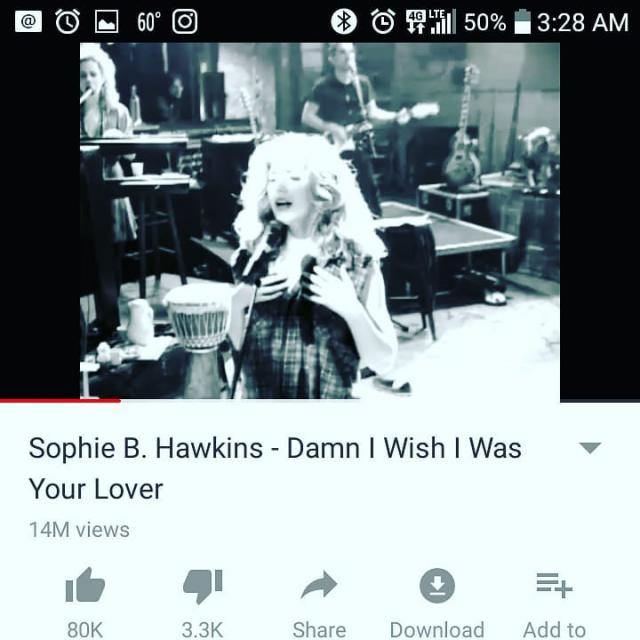 @ 60° 4G LTE 50% 3:28 AM
Sophie B. Hawkins - Damn I Wish I Was
Your Lover
14M views
80K 3.3K Share Download Add to